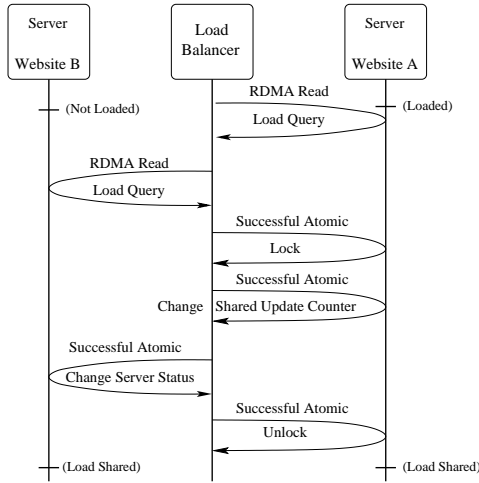 Server
Website B
Load
Balancer
Server
Website A
RDMA Read
(Not Loaded)
(Loaded)
Load Query
RDMA Read
Load Query
Successful Atomic
Lock
Successful Atomic
Change Shared Update Counter
Successful Atomic
Change Server Status
Successful Atomic
Unlock
(Load Shared)
(Load Shared)